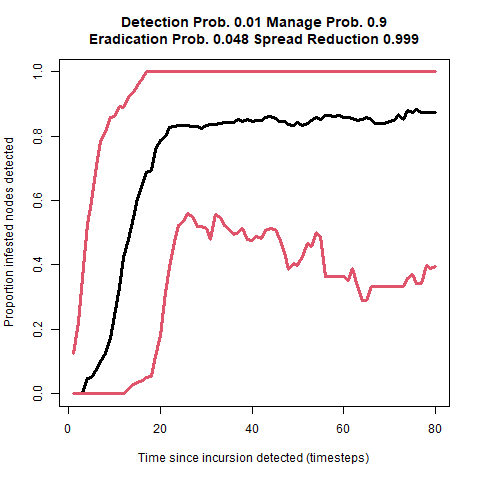 Detection Prob. 0.01 Manage Prob. 0.9
Eradication Prob. 0.048 Spread Reduction 0.999
Proportion infested nodes detected
1.0
0.8
0.6
0.4
0.2
0.0
0
20
40
60
80
Time since incursion detected (timesteps)